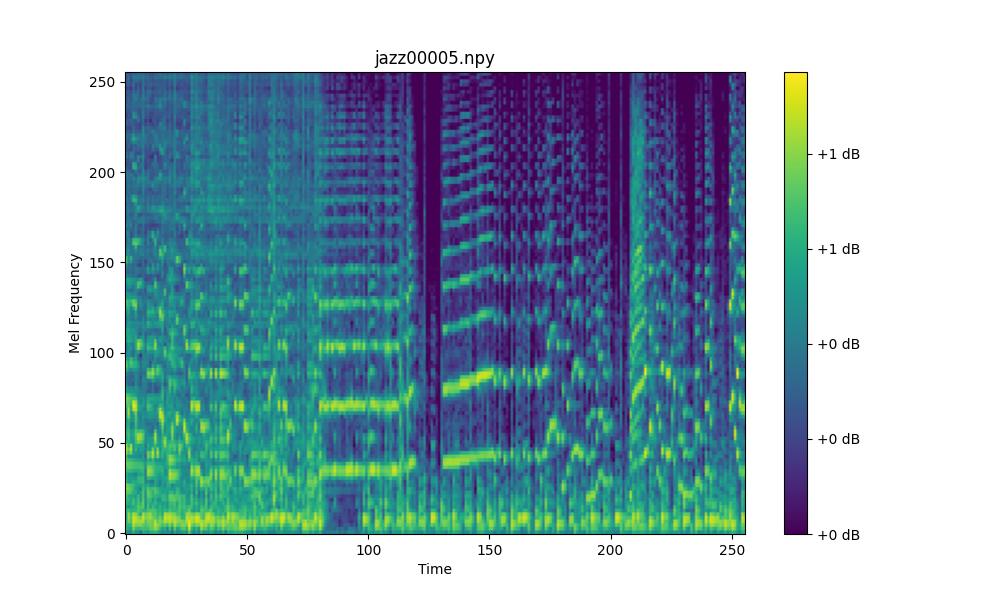 jazz00005.npy
Mel Frequency
250
200
150
100
50
0
0 50 100 150 200 250
Time
+1 dB
+1 dB
+0 dB
+0 dB
+0 dB